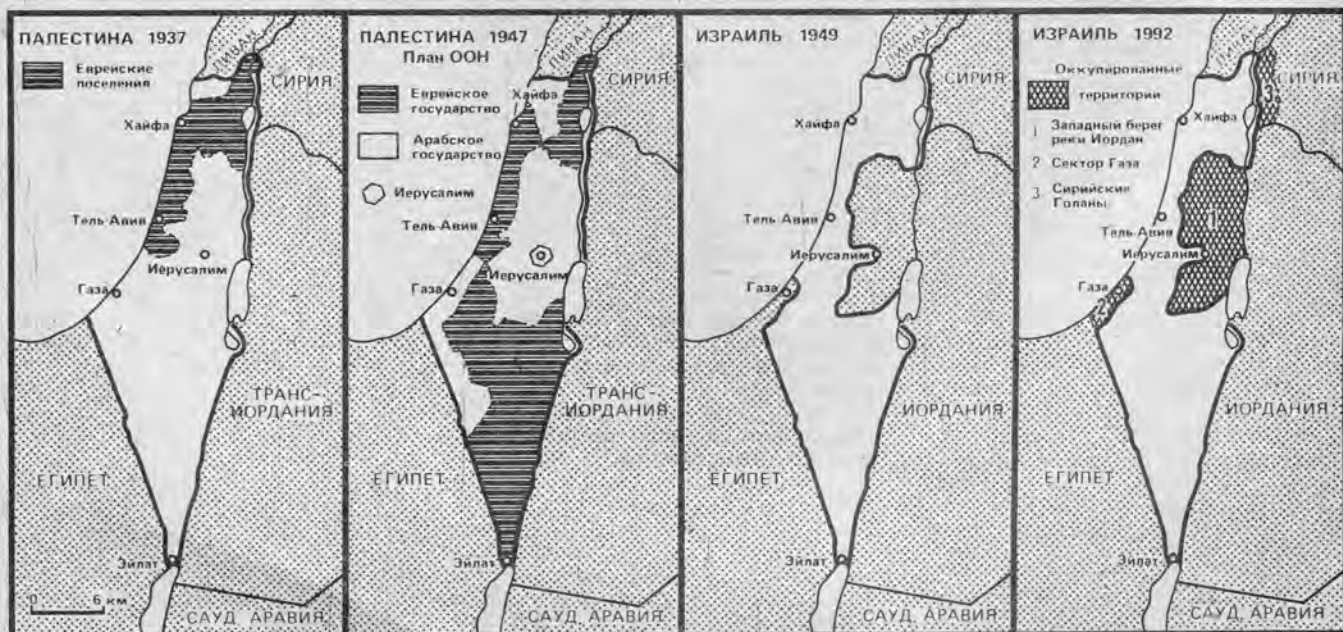 ПАЛЕСТИНА 1937
Еврейские
поселения
ЛИВАН
СИРИЯ
Хайфа
Тель-Авив
Иерусалим
Газа
ТРАНС-
ИОРДАНИЯ
ЕГИПЕТ
Эйлат
0 6 км
САУД. АРАВИЯ
ПАЛЕСТИНА 1947
План ООН
Еврейское
государство
Арабское
государство
Иерусалим
ЛИВАН
СИРИЯ
Хайфа
Тель-Авив
Иерусалим
Газа
ТРАНС-
ИОРДАНИЯ
ЕГИПЕТ
Эйлат
САУД. АРАВИЯ
ИЗРАИЛЬ 1949
ЛИВАН
СИРИЯ
Хайфа
Тель-Авив
Иерусалим
Газа
ИОРДАНИЯ
ЕГИПЕТ
Эйлат
САУД. АРАВИЯ
ИЗРАИЛЬ 1992
Оккупированные
территории
1 Западный берег
реки Иордан
2 Сектор Газа
3 Сирийские
Голаны
ЛИВАН
СИРИЯ
3
Хайфа
Тель-Авив
1
Иерусалим
Газа
2
ИОРДАНИЯ
ЕГИПЕТ
Эйлат
САУД. АРАВИЯ